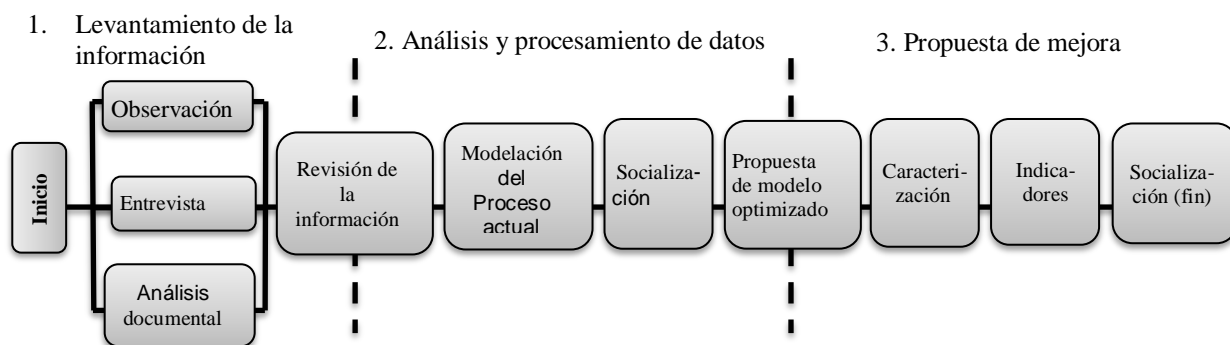 1. Levantamiento de la
información
2. Análisis y procesamiento de datos
3. Propuesta de mejora
Inicio
Observación
Entrevista
Análisis
documental
Revisión de
la
información
Modelación
del
Proceso
actual
Socializa-
ción
Propuesta
de modelo
optimizado
Caracteri-
zación
Indica-
dores
Socializa-
ción (fin)